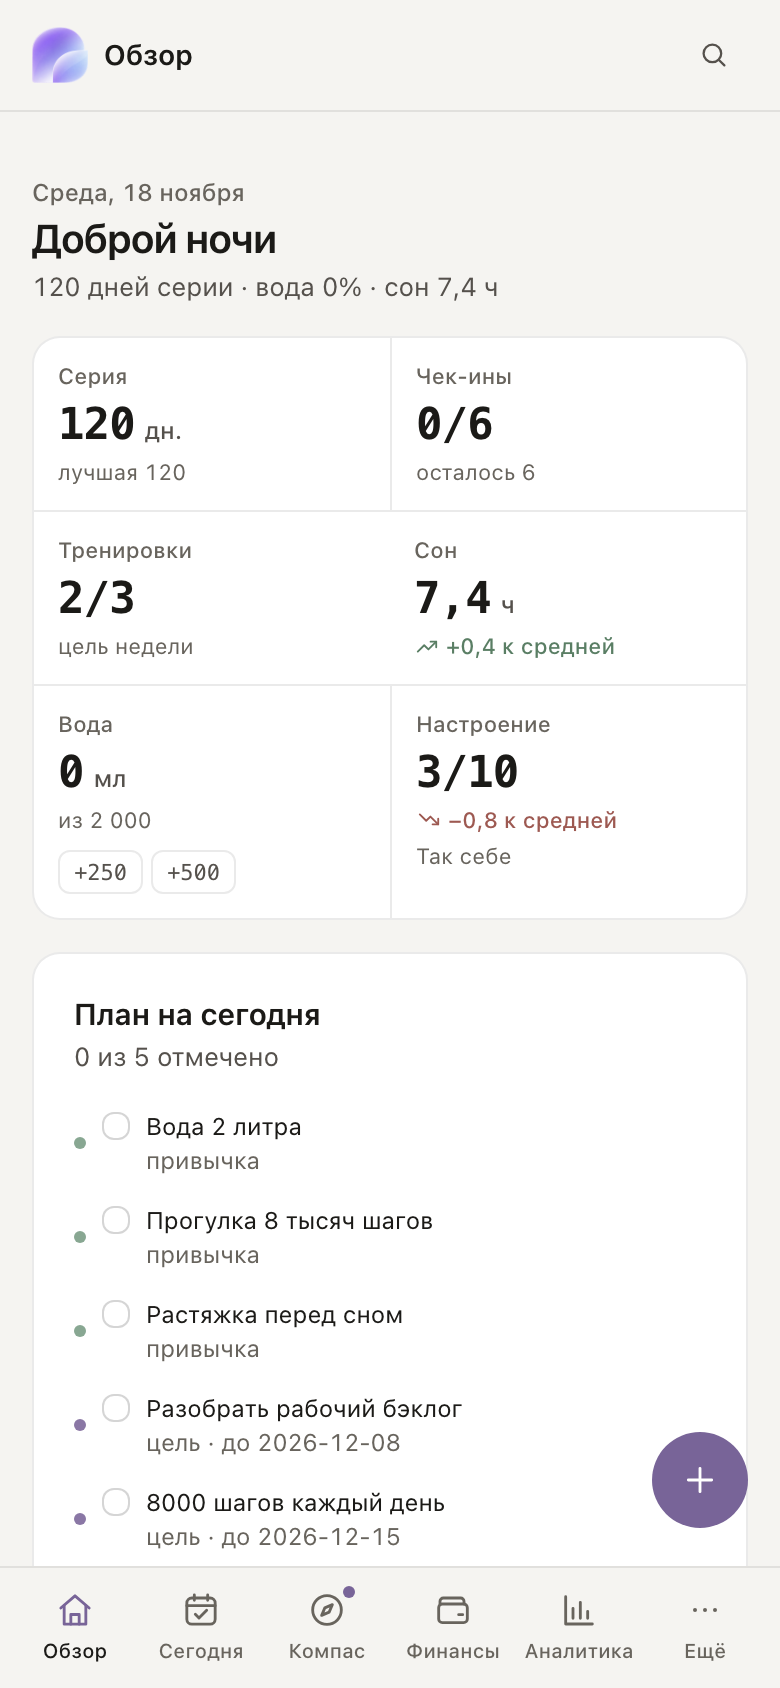 Обзор
Среда, 18 ноября
Доброй ночи
120 дней серии · вода 0% · сон 7,4 ч
Серия
120 дн.
лучшая 120
Чек-ины
0/6
осталось 6
Тренировки
2/3
цель недели
Сон
7,4 ч
+0,4 к средней
Вода
0 мл
из 2 000
+250 +500
Настроение
3/10
−0,8 к средней
Так себе
План на сегодня
0 из 5 отмечено
Вода 2 литра
привычка
Прогулка 8 тысяч шагов
привычка
Растяжка перед сном
привычка
Разобрать рабочий бэклог
цель · до 2026-12-08
8000 шагов каждый день
цель · до 2026-12-15
Обзор Сегодня Компас Финансы Аналитика Ещё